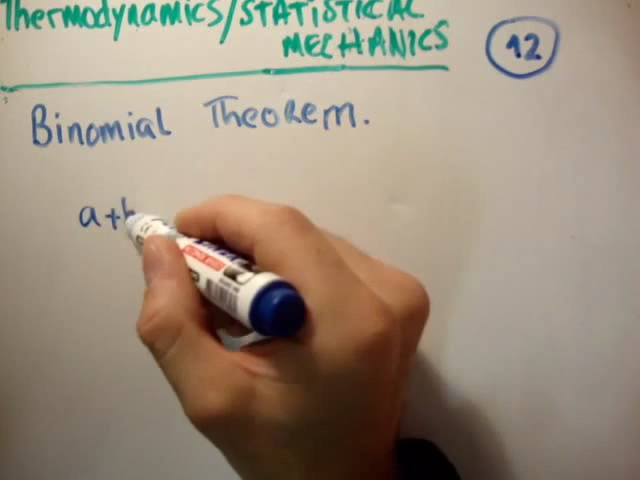 Thermodynamics/STATISTICAL
MECHANICS
12
Binomial Theorem.
a+b